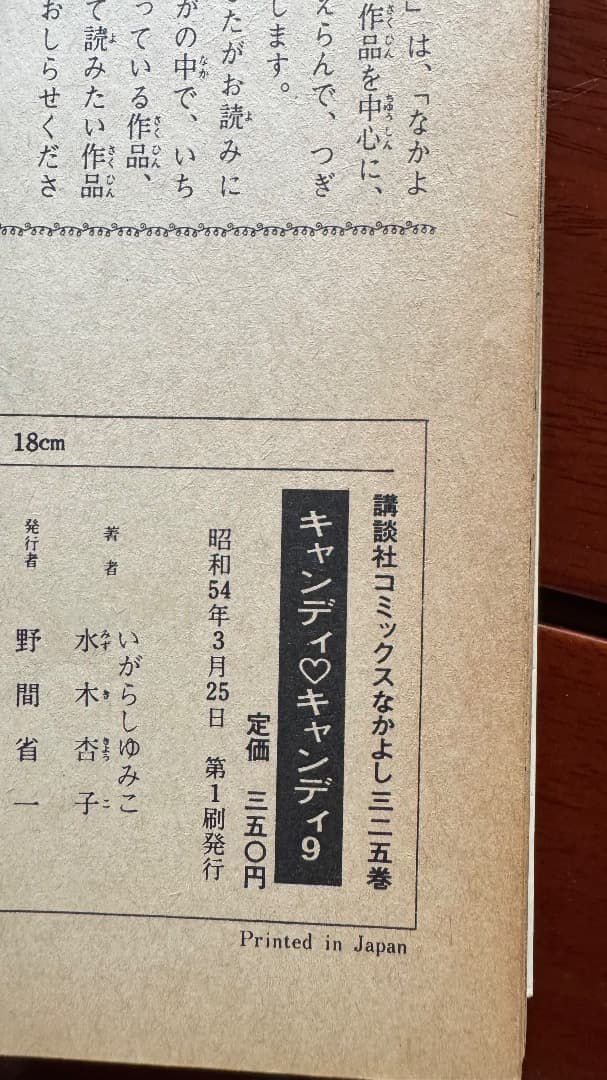 」は、「なかよ
作品を中心に、
えらんで、つぎ
します。
たがお読みに
がの中で、いち
っている作品、
て読みたい作品
おしらせくださ
18cm
講談社コミックスなかよし三二五巻
キャンディ♡キャンディ9
定価 三五〇円
昭和54年3月25日 第1刷発行
著者
いがらしゆみこ
水木杏子
発行者
野間省一
Printed in Japan